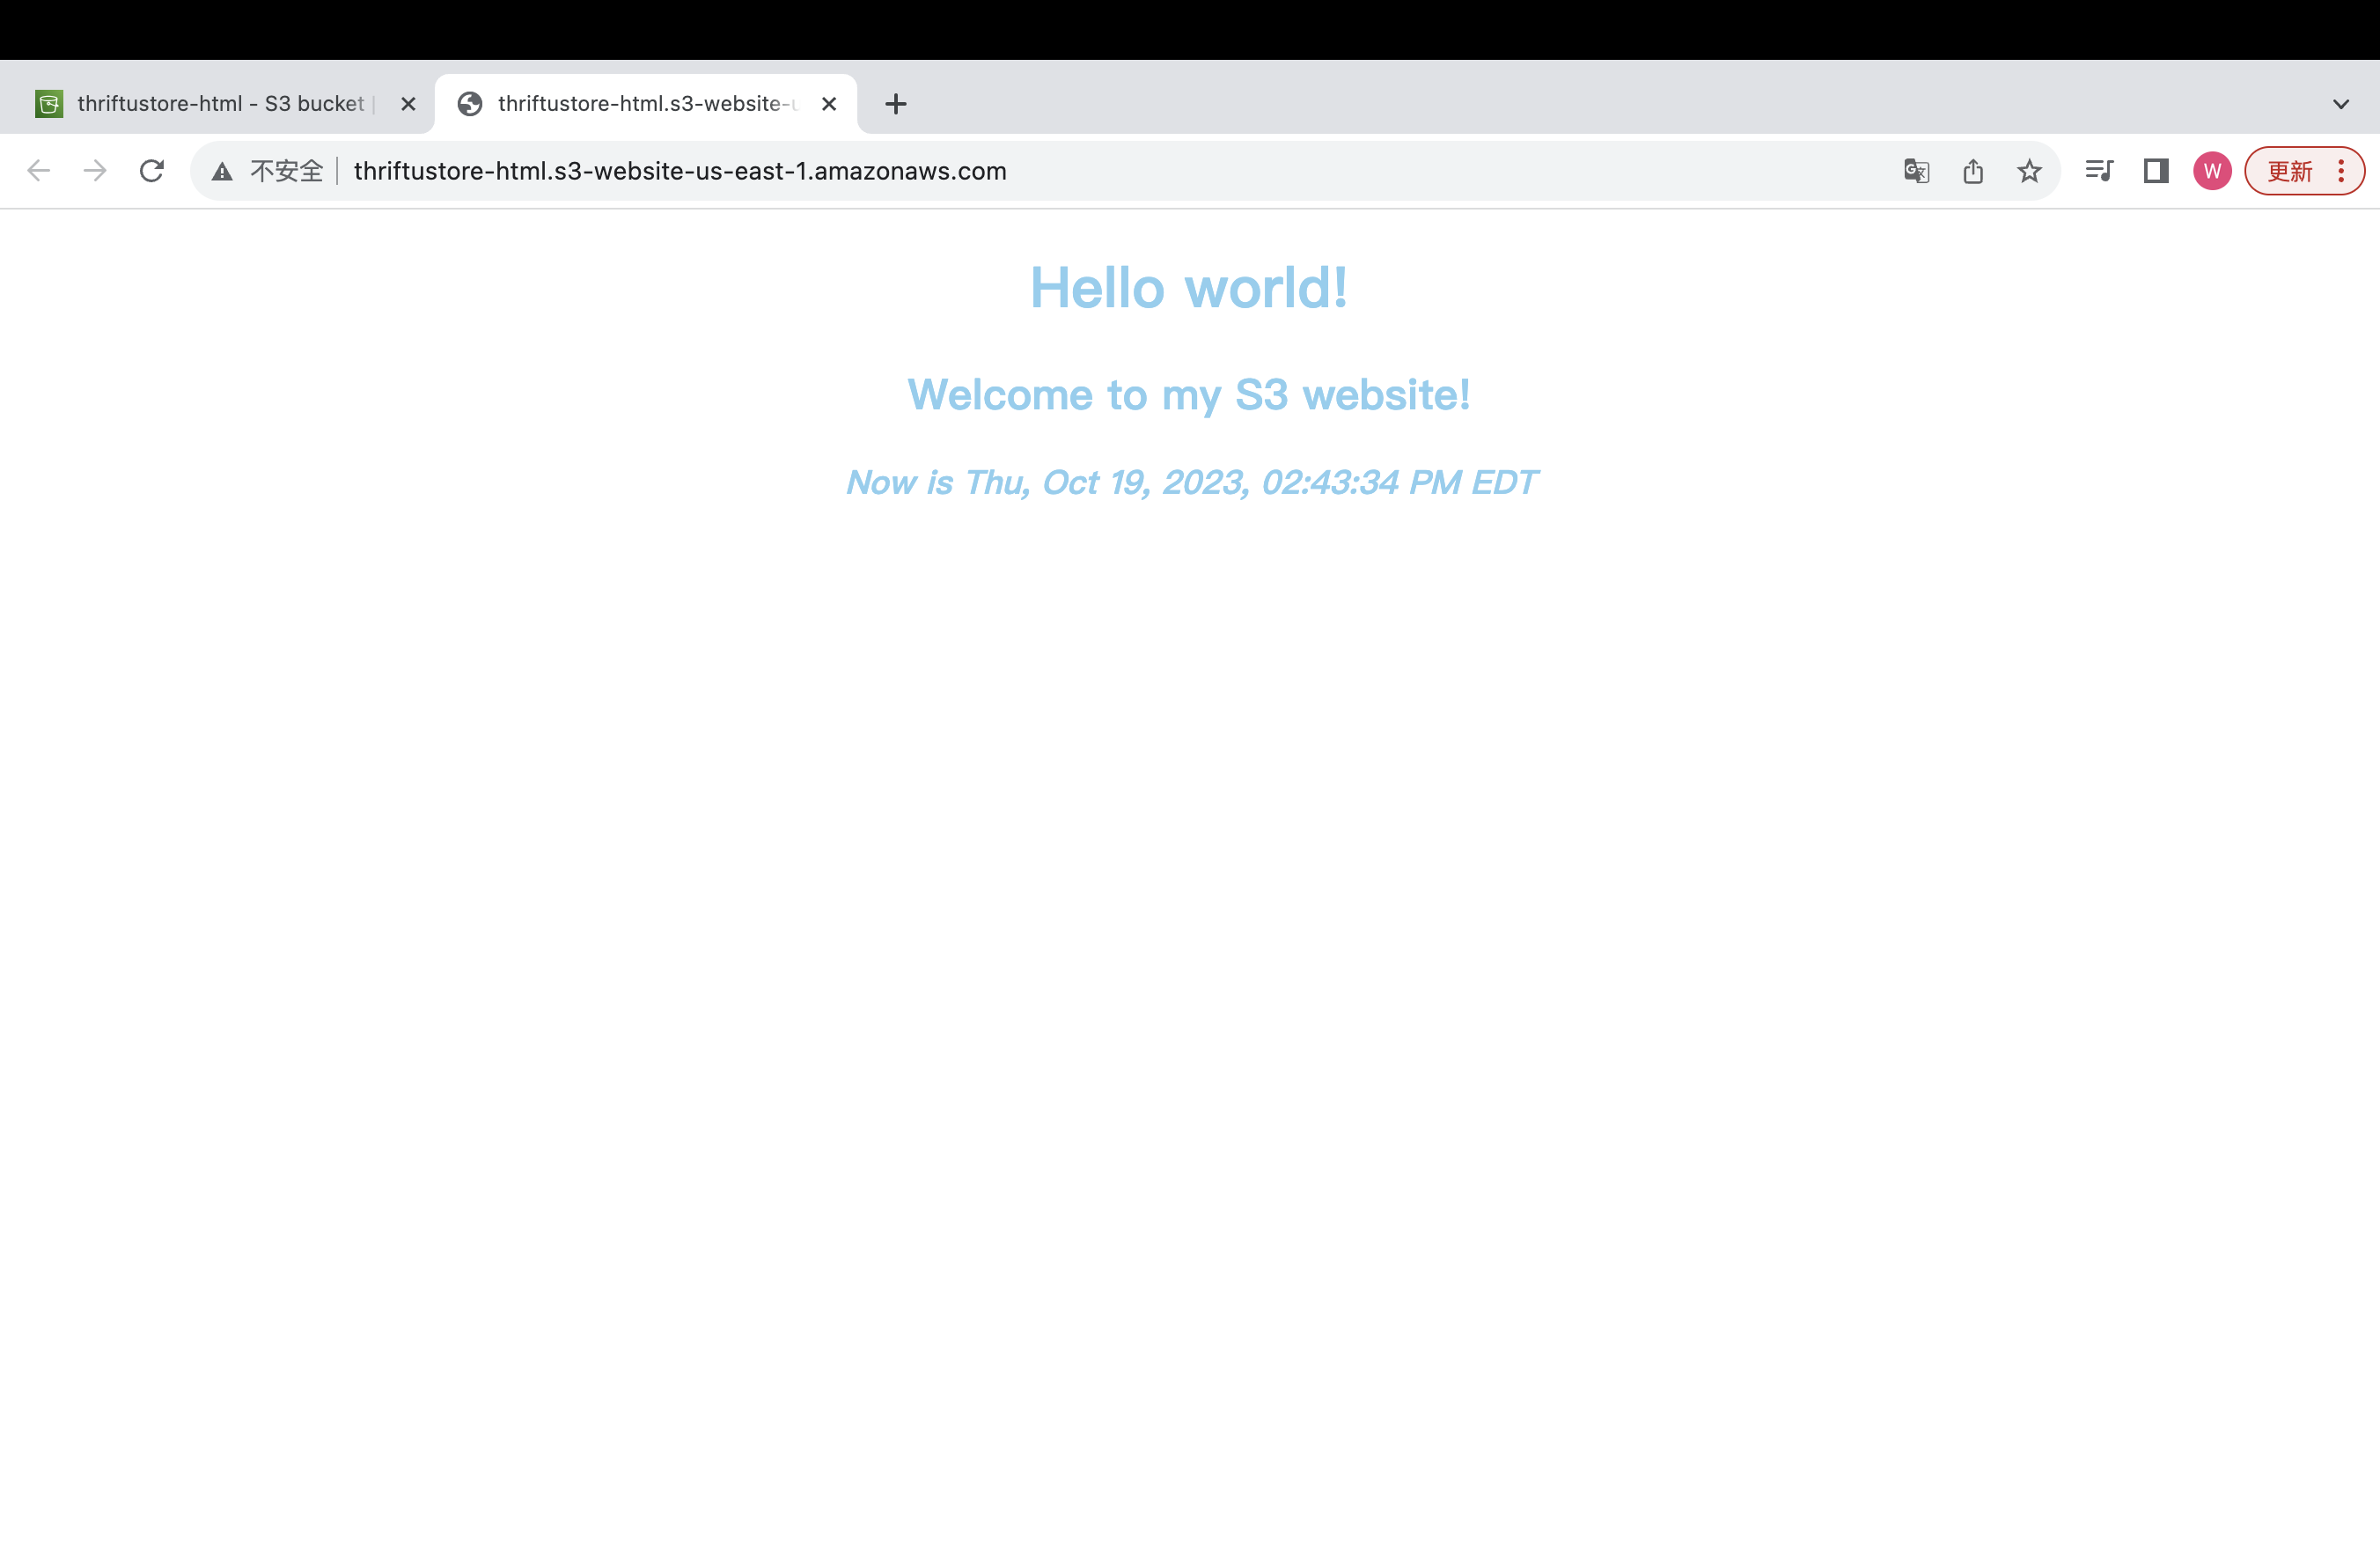 thriftustore-html - S3 bucket
thriftustore-html.s3-website-u
不安全
thriftustore-html.s3-website-us-east-1.amazonaws.com
W
更新
Hello world!
Welcome to my S3 website!
Now is Thu, Oct 19, 2023, 02:43:34 PM EDT